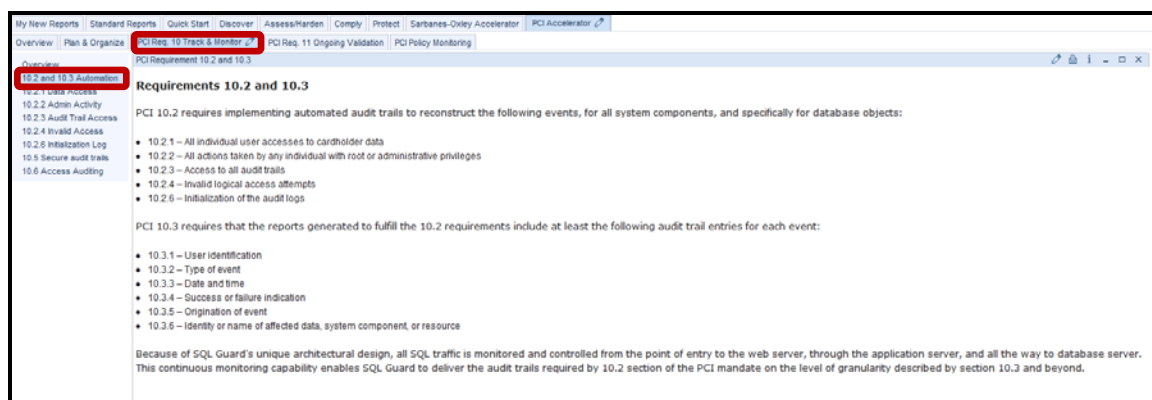 My New Reports Standard Reports Quick Start Discover Assess/Harden Comply Protect Sarbanes-Oxley Accelerator PCI Accelerator
Overview Plan & Organize PCI Req. 10 Track & Monitor PCI Req. 11 Ongoing Validation PCI Policy Monitoring
Overview
10.2 and 10.3 Automation
10.2.1 Data Access
10.2.2 Admin Activity
10.2.3 Audit Trail Access
10.2.4 Invalid Access
10.2.6 Initialization Log
10.5 Secure audit trails
10.6 Access Auditing
PCI Requirement 10.2 and 10.3
Requirements 10.2 and 10.3
PCI 10.2 requires implementing automated audit trails to reconstruct the following events, for all system components, and specifically for database objects:
• 10.2.1 – All individual user accesses to cardholder data
• 10.2.2 – All actions taken by any individual with root or administrative privileges
• 10.2.3 – Access to all audit trails
• 10.2.4 – Invalid logical access attempts
• 10.2.6 – Initialization of the audit logs
PCI 10.3 requires that the reports generated to fulfill the 10.2 requirements include at least the following audit trail entries for each event:
• 10.3.1 – User identification
• 10.3.2 – Type of event
• 10.3.3 – Date and time
• 10.3.4 – Success or failure indication
• 10.3.5 – Origination of event
• 10.3.6 – Identity or name of affected data, system component, or resource
Because of SQL Guard's unique architectural design, all SQL traffic is monitored and controlled from the point of entry to the web server, through the application server, and all the way to database server.
This continuous monitoring capability enables SQL Guard to deliver the audit trails required by 10.2 section of the PCI mandate on the level of granularity described by section 10.3 and beyond.